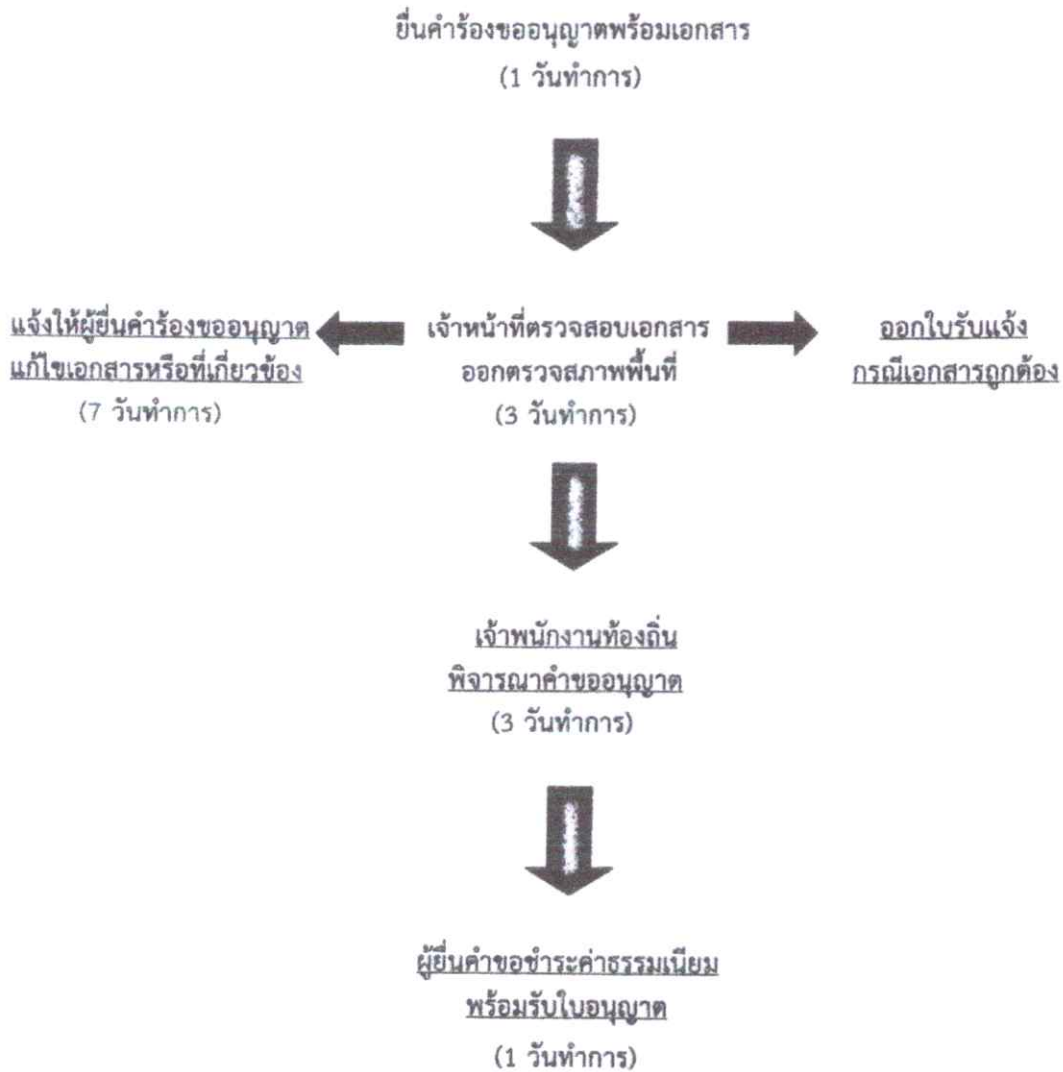 ยื่นคำร้องขออนุญาตพร้อมเอกสาร
(1 วันทำการ)
แจ้งให้ผู้ยื่นคำร้องขออนุญาต
แก้ไขเอกสารหรือที่เกี่ยวข้อง
(7 วันทำการ)
เจ้าหน้าที่ตรวจสอบเอกสาร
ออกตรวจสภาพพื้นที่
(3 วันทำการ)
ออกใบรับแจ้ง
กรณีเอกสารถูกต้อง
เจ้าพนักงานท้องถิ่น
พิจารณาคำขออนุญาต
(3 วันทำการ)
ผู้ยื่นคำขอชำระค่าธรรมเนียม
พร้อมรับใบอนุญาต
(1 วันทำการ)